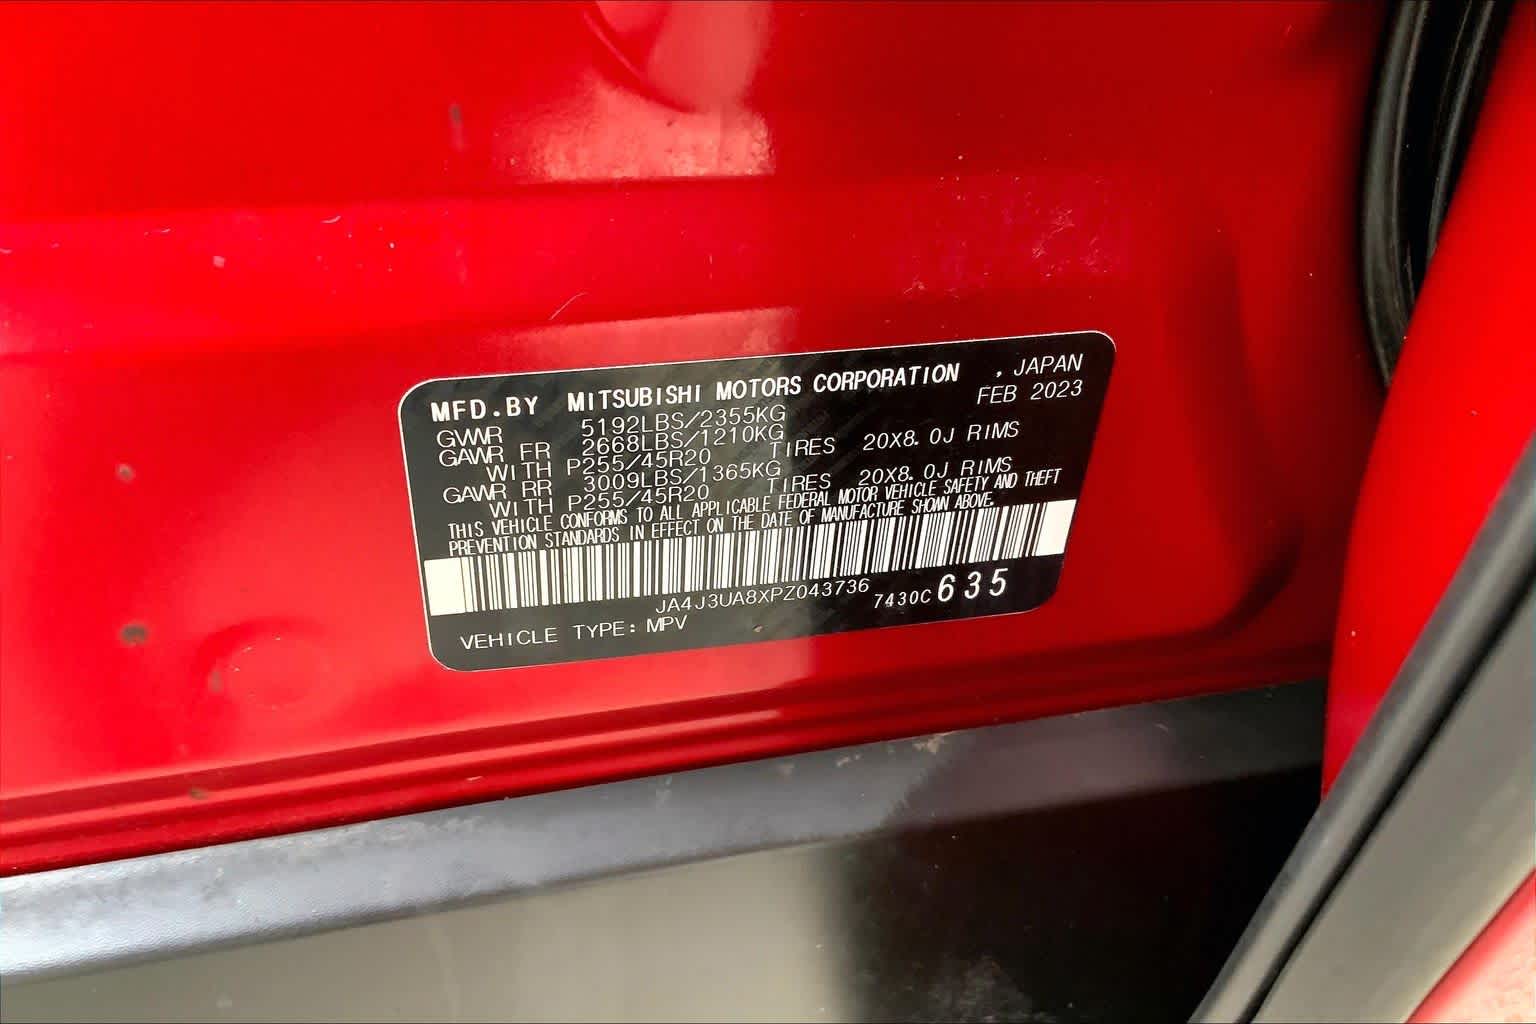 MFD.BY MITSUBISHI MOTORS CORPORATION , JAPAN
FEB 2023
GVWR 5192LBS/2355KG
GAWR FR 2668LBS/1210KG
WITH P255/45R20 TIRES 20X8.0J RIMS
GAWR RR 3009LBS/1365KG
WITH P255/45R20 TIRES 20X8.0J RIMS
THIS VEHICLE CONFORMS TO ALL APPLICABLE FEDERAL MOTOR VEHICLE SAFETY AND THEFT
PREVENTION STANDARDS IN EFFECT ON THE DATE OF MANUFACTURE SHOWN ABOVE.
JA4J3UA8XPZ043736 7430C 635
VEHICLE TYPE: MPV